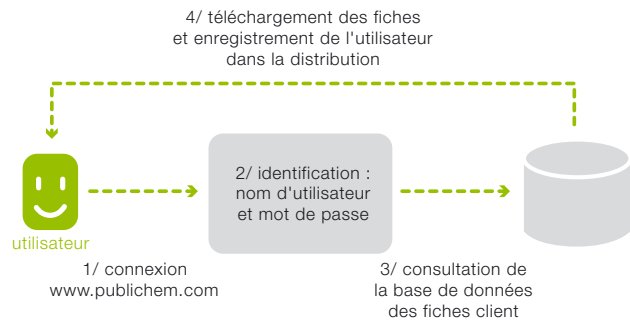 4/ téléchargement des fiches
et enregistrement de l'utilisateur
dans la distribution
2/ identification :
nom d'utilisateur
et mot de passe
utilisateur
1/ connexion
www.publichem.com
3/ consultation de
la base de données
des fiches client